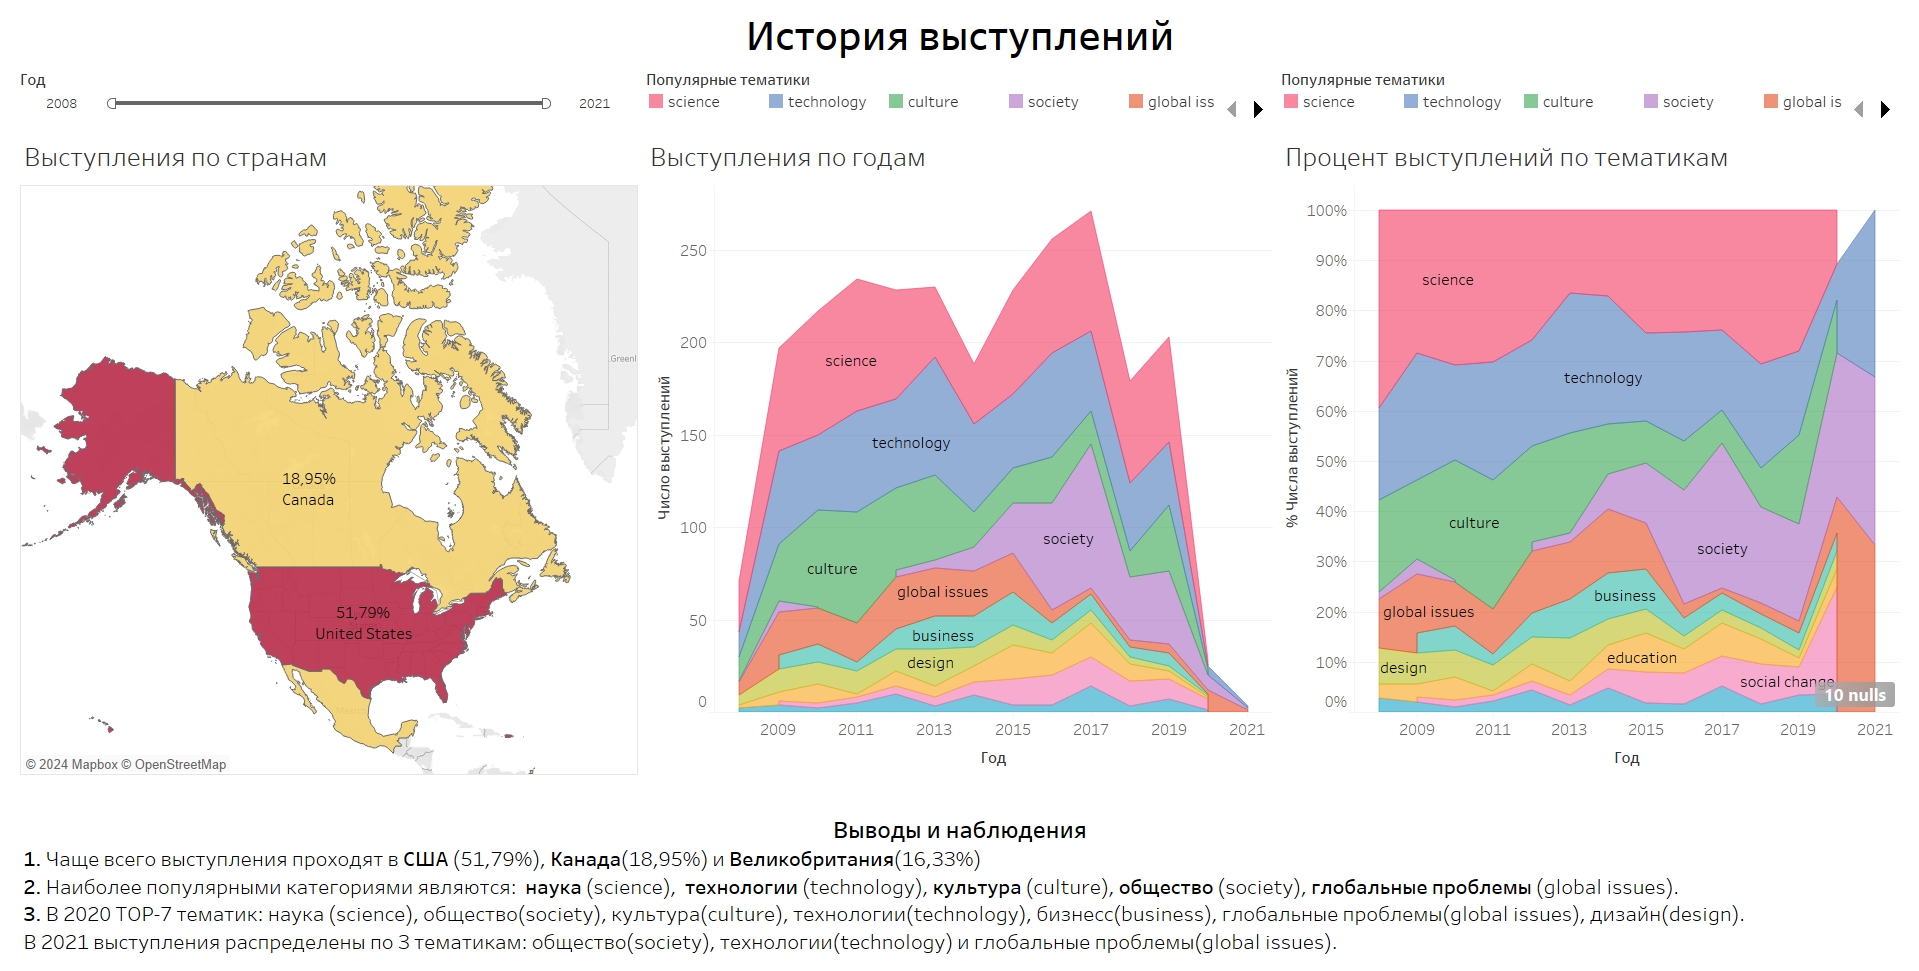 История выступлений
Год
2008
2021
Популярные тематики
science
technology
culture
society
global iss
Популярные тематики
science
technology
culture
society
global is
Выступления по странам
Greenl
18,95%
Canada
51,79%
United States
© 2024 Mapbox © OpenStreetMap
Выступления по годам
Число выступлений
250
200
150
100
50
0
science
technology
culture
society
global issues
business
design
2009
2011
2013
2015
2017
2019
2021
Год
Процент выступлений по тематикам
% Числа выступлений
100%
90%
80%
70%
60%
50%
40%
30%
20%
10%
0%
science
technology
culture
society
business
global issues
education
design
social change
10 nulls
2009
2011
2013
2015
2017
2019
2021
Год
Выводы и наблюдения
1. Чаще всего выступления проходят в США (51,79%), Канада(18,95%) и Великобритания(16,33%)
2. Наиболее популярными категориями являются: наука (science), технологии (technology), культура (culture), общество (society), глобальные проблемы (global issues).
3. В 2020 TOP-7 тематик: наука (science), общество(society), культура(culture), технологии(technology), бизнесс(business), глобальные проблемы(global issues), дизайн(design).
В 2021 выступления распределены по 3 тематикам: общество(society), технологии(technology) и глобальные проблемы(global issues).